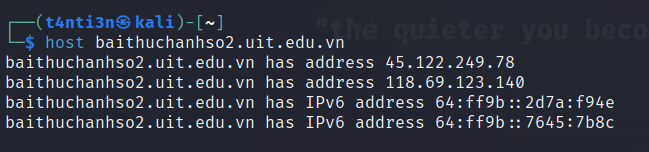 ┌──(t4nti3n㉿kali)-[~]
"the quieter you beco
└─$ host baithuchanhso2.uit.edu.vn
baithuchanhso2.uit.edu.vn has address 45.122.249.78
baithuchanhso2.uit.edu.vn has address 118.69.123.140
baithuchanhso2.uit.edu.vn has IPv6 address 64:ff9b::2d7a:f94e
baithuchanhso2.uit.edu.vn has IPv6 address 64:ff9b::7645:7b8c